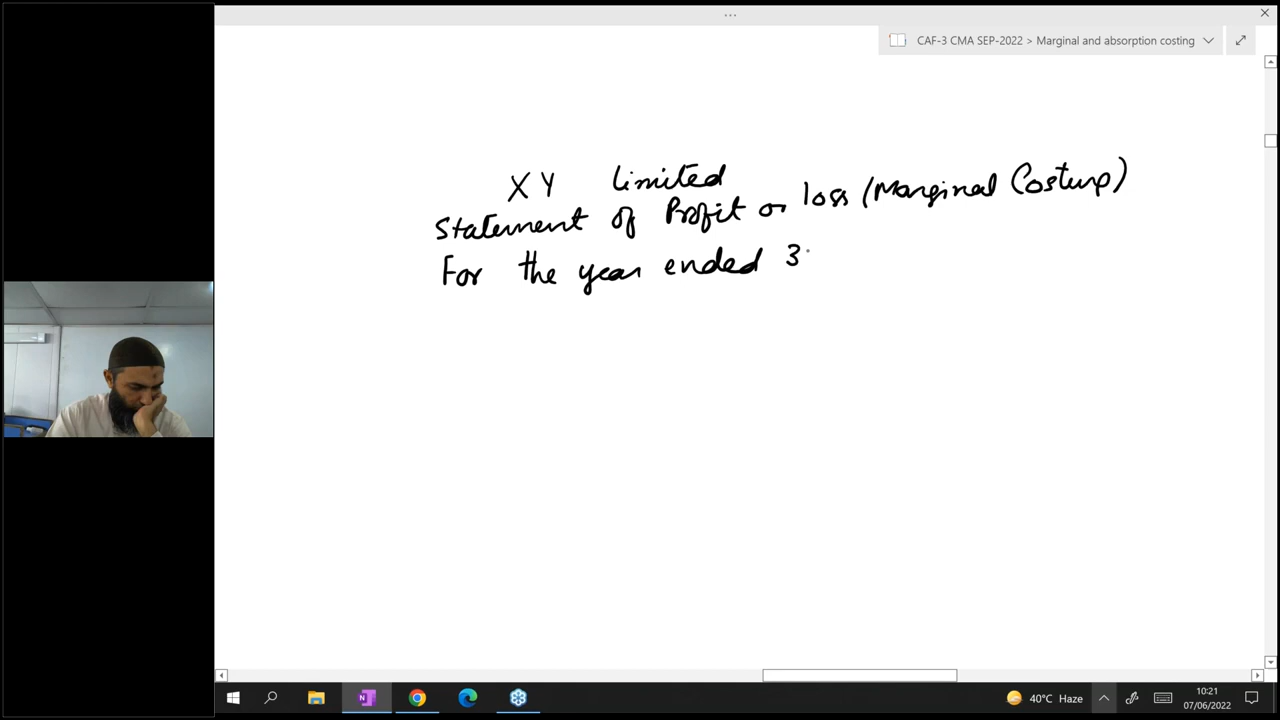 CAF-3 CMA SEP-2022 > Marginal and absorption costing
XY Limited
Statement of Profit or loss (Marginal Costing)
For the year ended 3
40°C Haze
10:21
07/06/2022